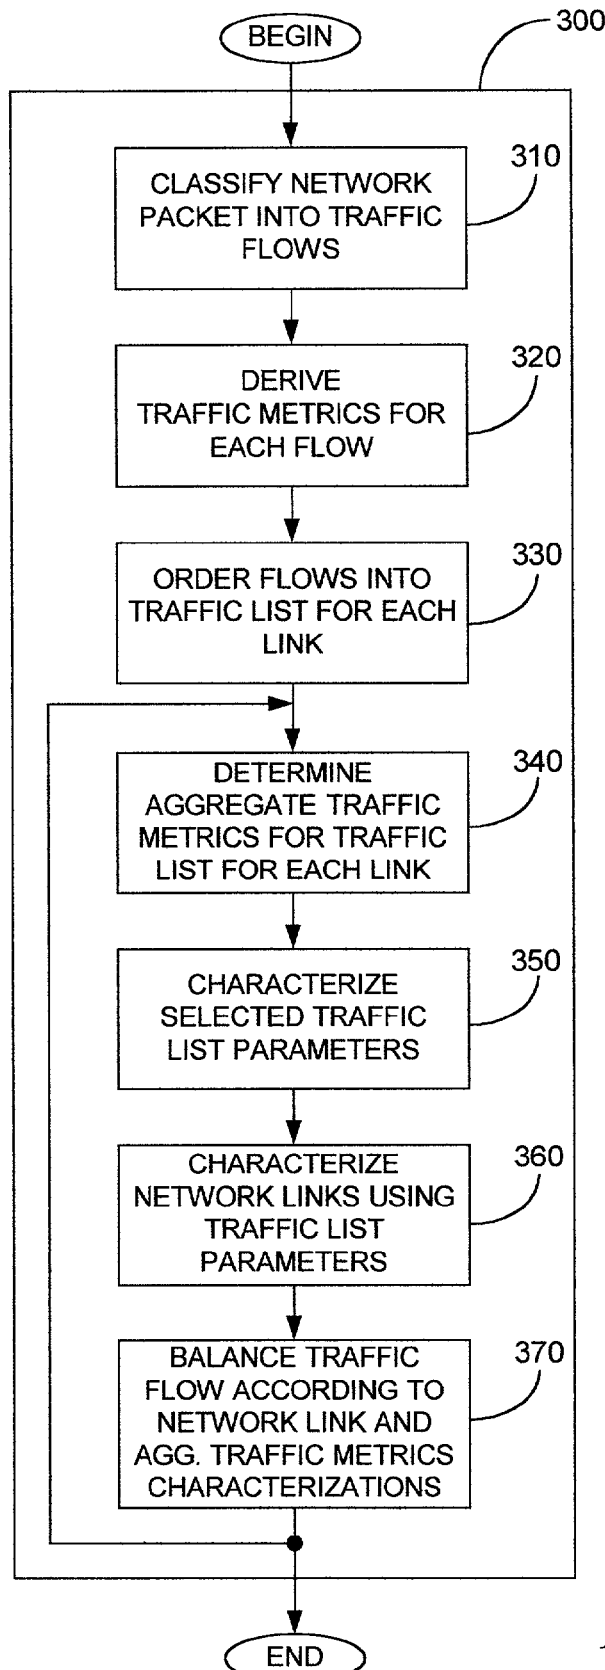 BEGIN
300
310
CLASSIFY NETWORK
PACKET INTO TRAFFIC
FLOWS
320
DERIVE
TRAFFIC METRICS FOR
EACH FLOW
330
ORDER FLOWS INTO
TRAFFIC LIST FOR EACH
LINK
340
DETERMINE
AGGREGATE TRAFFIC
METRICS FOR TRAFFIC
LIST FOR EACH LINK
350
CHARACTERIZE
SELECTED TRAFFIC
LIST PARAMETERS
360
CHARACTERIZE
NETWORK LINKS USING
TRAFFIC LIST
PARAMETERS
370
BALANCE TRAFFIC
FLOW ACCORDING TO
NETWORK LINK AND
AGG. TRAFFIC METRICS
CHARACTERIZATIONS
END